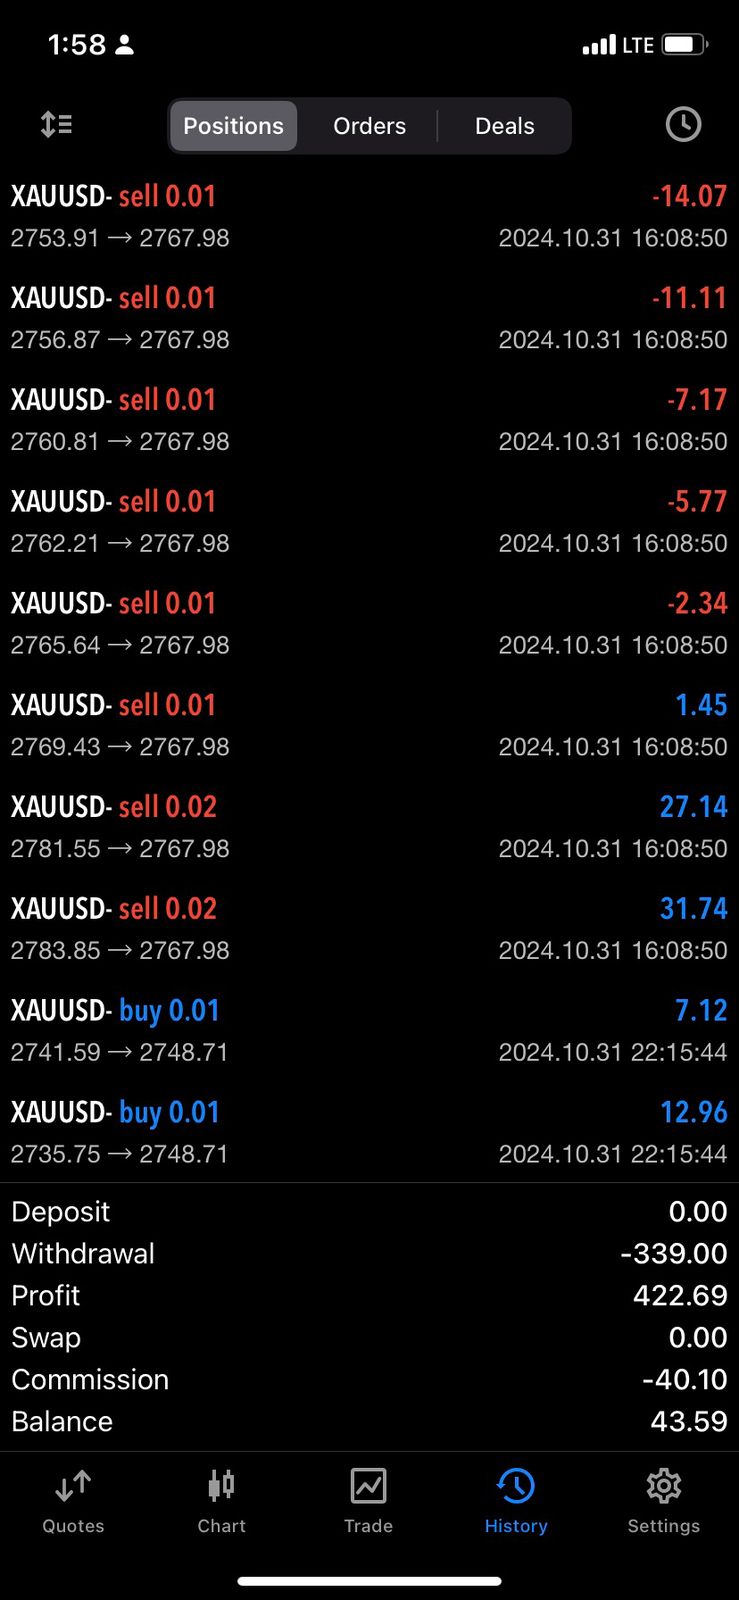 1:58 LTE
Positions Orders Deals
XAUUSD- sell 0.01 -14.07
2753.91 → 2767.98 2024.10.31 16:08:50
XAUUSD- sell 0.01 -11.11
2756.87 → 2767.98 2024.10.31 16:08:50
XAUUSD- sell 0.01 -7.17
2760.81 → 2767.98 2024.10.31 16:08:50
XAUUSD- sell 0.01 -5.77
2762.21 → 2767.98 2024.10.31 16:08:50
XAUUSD- sell 0.01 -2.34
2765.64 → 2767.98 2024.10.31 16:08:50
XAUUSD- sell 0.01 1.45
2769.43 → 2767.98 2024.10.31 16:08:50
XAUUSD- sell 0.02 27.14
2781.55 → 2767.98 2024.10.31 16:08:50
XAUUSD- sell 0.02 31.74
2783.85 → 2767.98 2024.10.31 16:08:50
XAUUSD- buy 0.01 7.12
2741.59 → 2748.71 2024.10.31 22:15:44
XAUUSD- buy 0.01 12.96
2735.75 → 2748.71 2024.10.31 22:15:44
Deposit 0.00
Withdrawal -339.00
Profit 422.69
Swap 0.00
Commission -40.10
Balance 43.59
Quotes Chart Trade History Settings